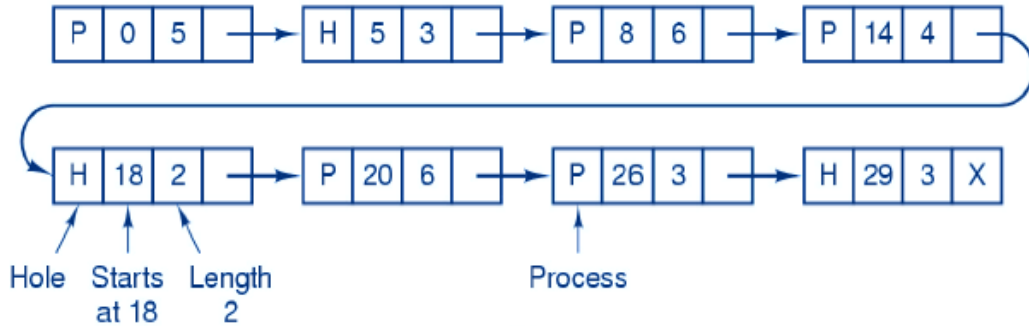 P 0 5 H 5 3 P 8 6 P 14 4
H 18 2 P 20 6 P 26 3 H 29 3 X
Hole Starts Length Process
at 18 2